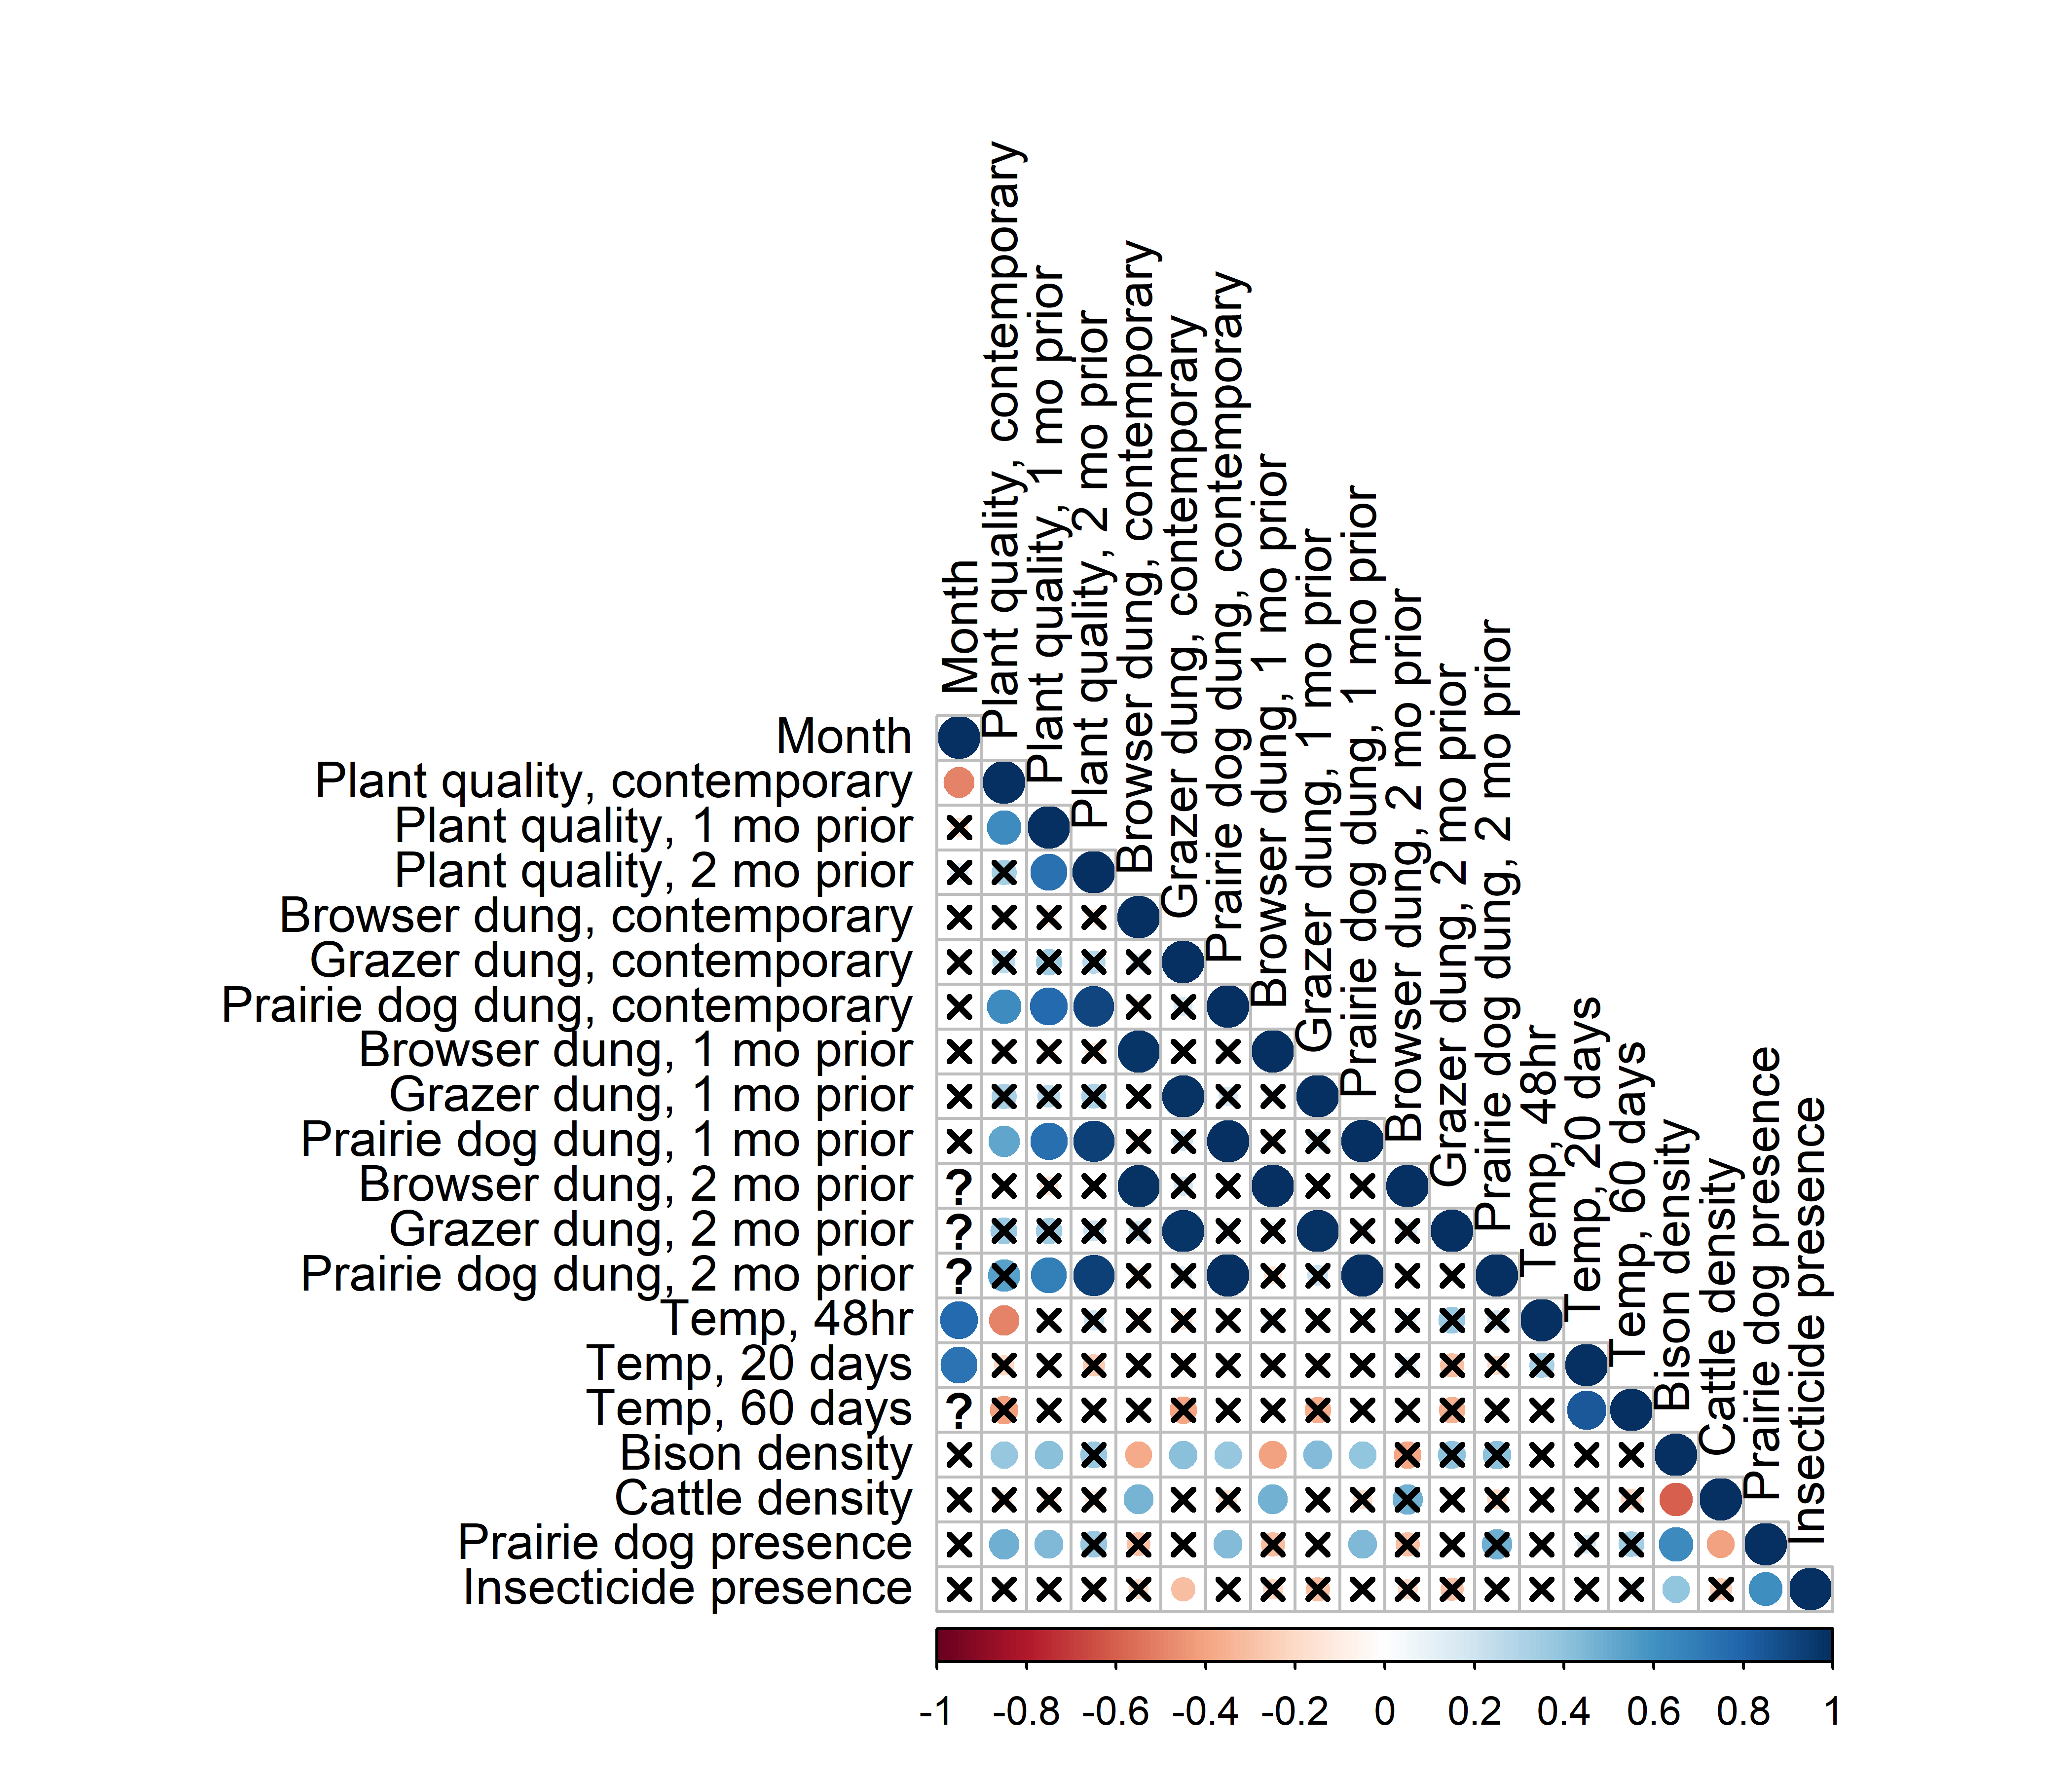 Month
Plant quality, contemporary
Plant quality, 1 mo prior
Plant quality, 2 mo prior
Browser dung, contemporary
Grazer dung, contemporary
Prairie dog dung, contemporary
Browser dung, 1 mo prior
Grazer dung, 1 mo prior
Prairie dog dung, 1 mo prior
Browser dung, 2 mo prior
Grazer dung, 2 mo prior
Prairie dog dung, 2 mo prior
Temp, 48hr
Temp, 20 days
Temp, 60 days
Bison density
Cattle density
Prairie dog presence
Insecticide presence
Month
Plant quality, contemporary
Plant quality, 1 mo prior
Plant quality, 2 mo prior
Browser dung, contemporary
Grazer dung, contemporary
Prairie dog dung, contemporary
Browser dung, 1 mo prior
Grazer dung, 1 mo prior
Prairie dog dung, 1 mo prior
Browser dung, 2 mo prior
?
Grazer dung, 2 mo prior
?
Prairie dog dung, 2 mo prior
?
Temp, 48hr
Temp, 20 days
Temp, 60 days
?
Bison density
Cattle density
Prairie dog presence
Insecticide presence
-1 -0.8 -0.6 -0.4 -0.2 0 0.2 0.4 0.6 0.8 1